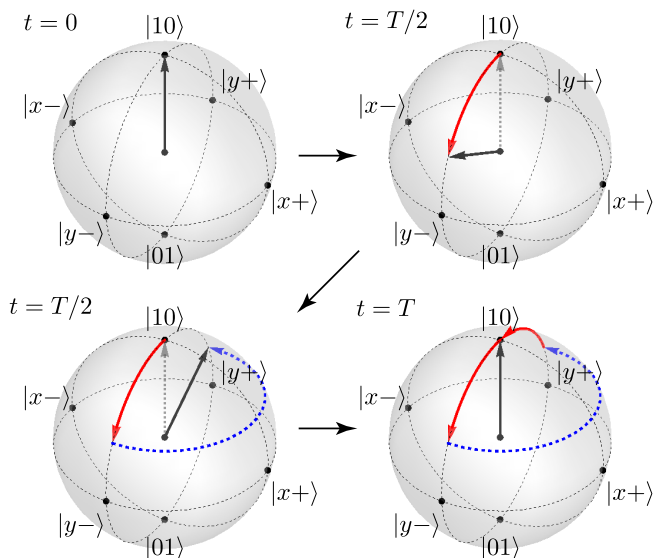 t = 0
|10⟩
|x−⟩
|y+⟩
|x+⟩
|y−⟩
|01⟩
t = T/2
|10⟩
|x−⟩
|y+⟩
|x+⟩
|y−⟩
|01⟩
t = T/2
|10⟩
|x−⟩
|y+⟩
|x+⟩
|y−⟩
|01⟩
t = T
|10⟩
|x−⟩
|y+⟩
|x+⟩
|y−⟩
|01⟩